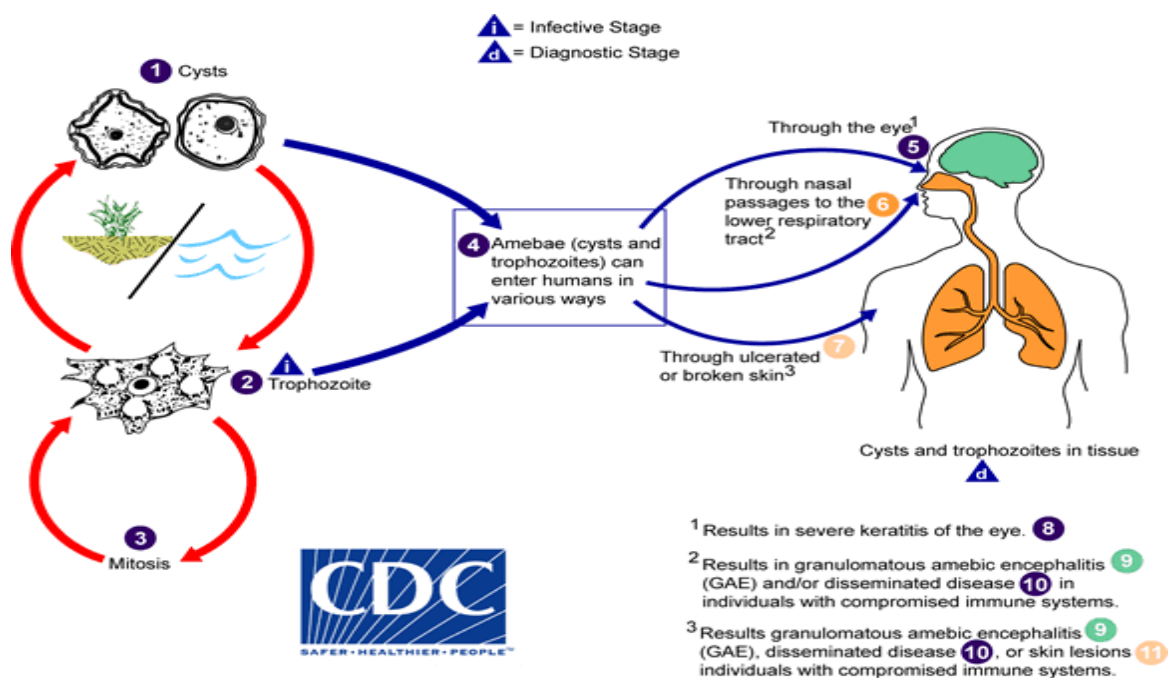 i = Infective Stage
d = Diagnostic Stage
1 Cysts
Through the eye1
5
Through nasal
passages to the 6
lower respiratory
tract2
4 Amebae (cysts and
trophozoites) can
enter humans in
various ways
Through ulcerated 7
or broken skin3
i
2 Trophozoite
Cysts and trophozoites in tissue
d
3
Mitosis
CDC
SAFER • HEALTHIER • PEOPLE™
1 Results in severe keratitis of the eye. 8
2 Results in granulomatous amebic encephalitis 9
(GAE) and/or disseminated disease 10 in
individuals with compromised immune systems.
3 Results granulomatous amebic encephalitis 9
(GAE), disseminated disease 10, or skin lesions 11
individuals with compromised immune systems.